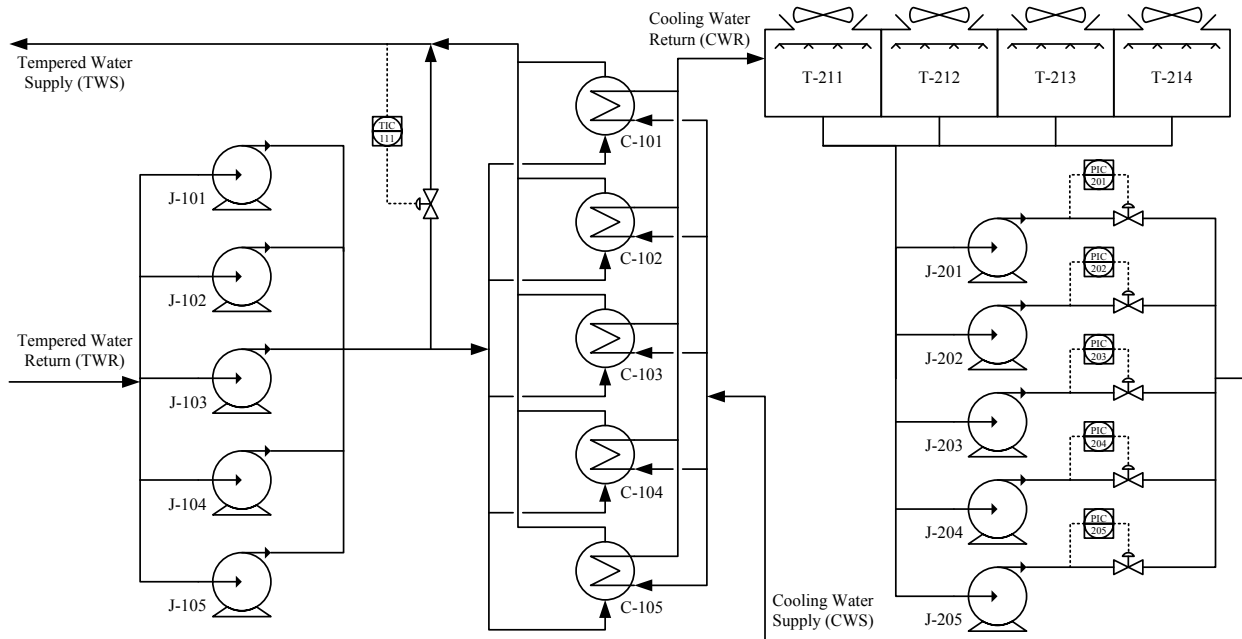 Tempered Water
Supply (TWS)
TIC
111
J-101
J-102
Tempered Water
Return (TWR)
J-103
J-104
J-105
Cooling Water
Return (CWR)
C-101
C-102
C-103
C-104
C-105
Cooling Water
Supply (CWS)
T-211
T-212
T-213
T-214
PIC
201
J-201
PIC
202
J-202
PIC
203
J-203
PIC
204
J-204
PIC
205
J-205